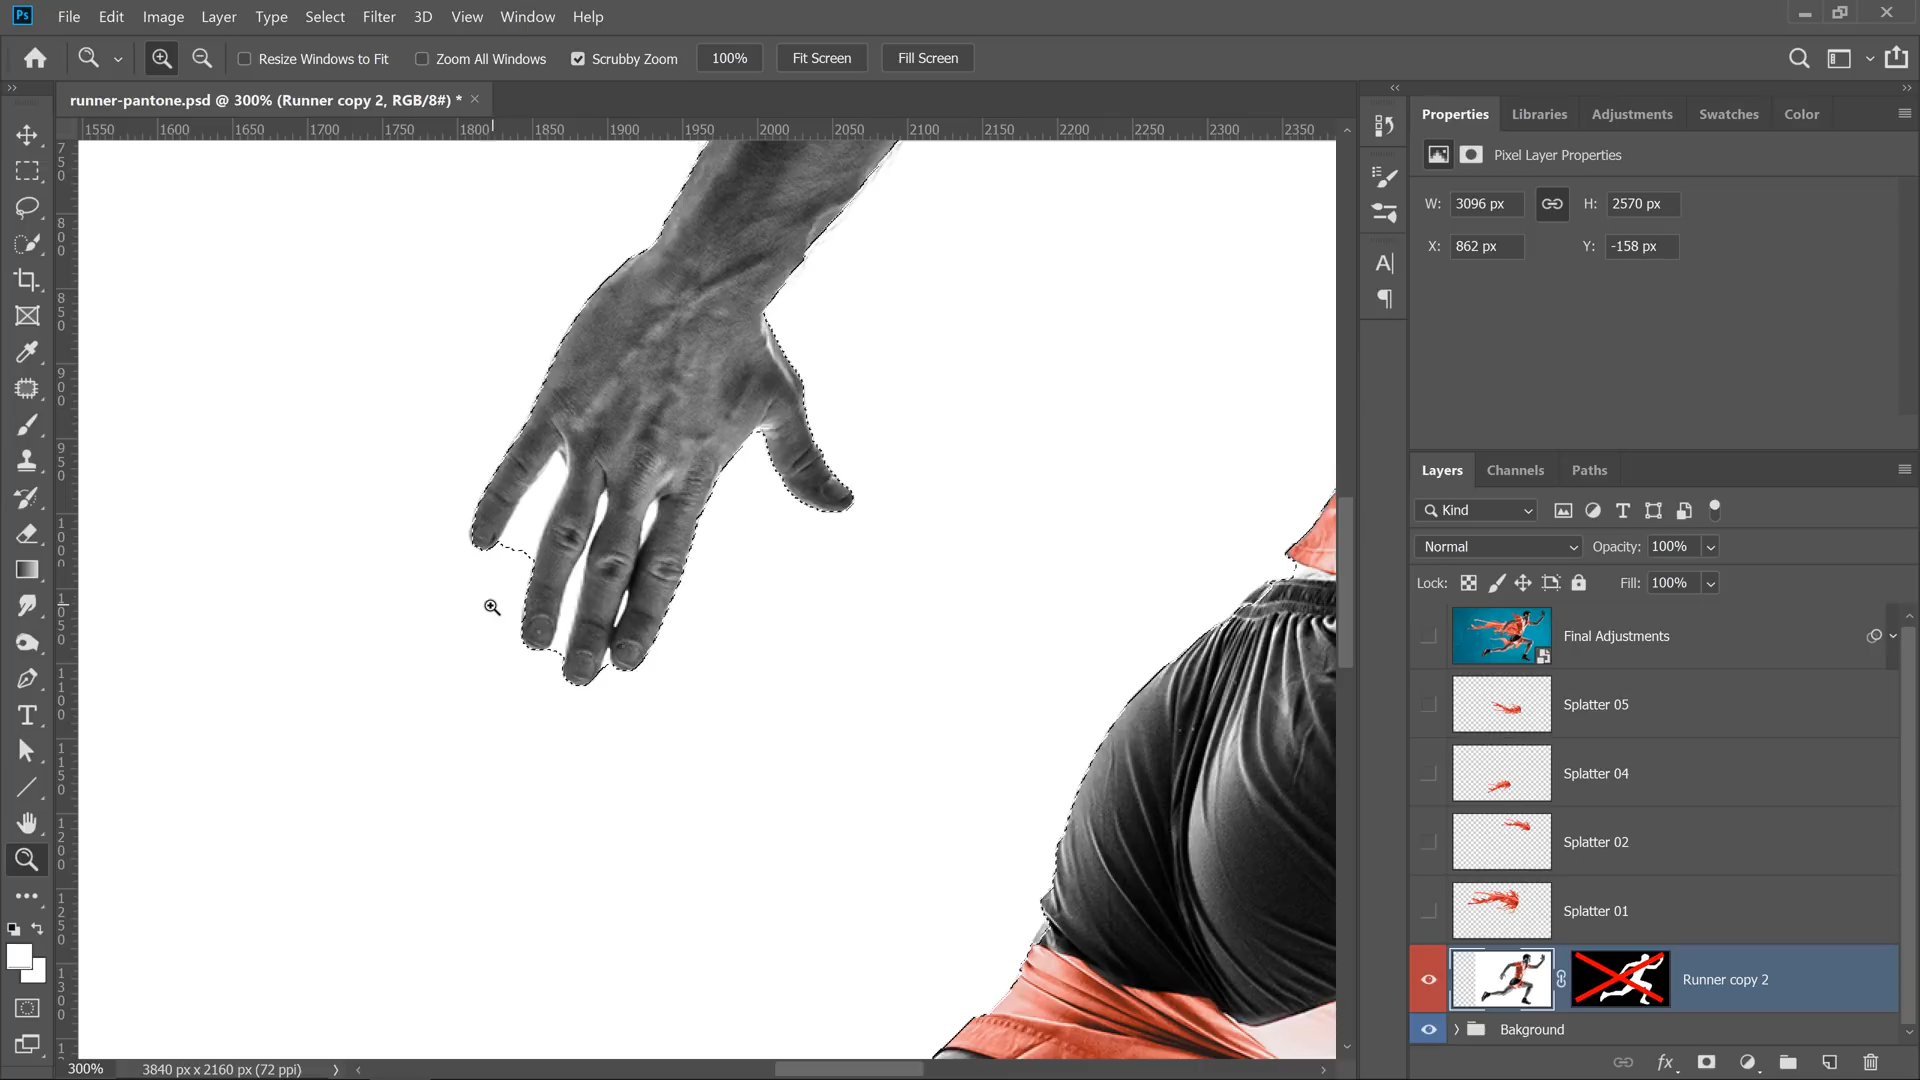 Ps File Edit Image Layer Type Select Filter 3D View Window Help
Resize Windows to Fit Zoom All Windows Scrubby Zoom 100% Fit Screen Fill Screen
runner-pantone.psd @ 300% (Runner copy 2, RGB/8#) * ×
1550 1600 1650 1700 1750 1800 1850 1900 1950 2000 2050 2100 2150 2200 2250 2300 2350
750
800
850
900
950
1000
1050
1100
1150
1200
1250
1300
Properties Libraries Adjustments Swatches Color
Pixel Layer Properties
W: 3096 px H: 2570 px
X: 862 px Y: -158 px
Layers Channels Paths
Kind
Normal Opacity: 100%
Lock: Fill: 100%
Final Adjustments
Splatter 05
Splatter 04
Splatter 02
Splatter 01
Runner copy 2
Bakground
fx
300% 3840 px x 2160 px (72 ppi)